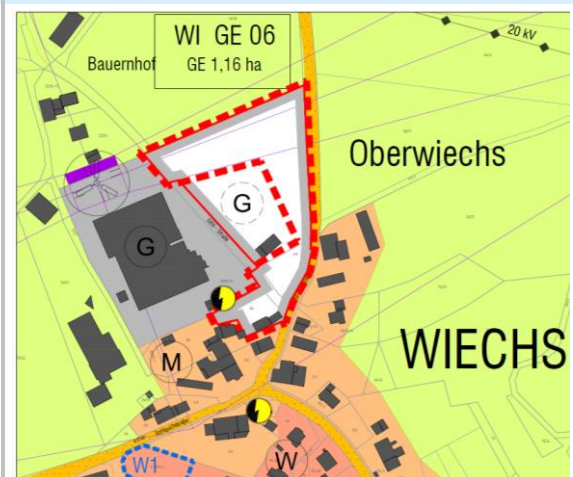 WI GE 06
GE 1,16 ha
Bauernhof
20 kV
Oberwiechs
G
G
WIECHS
M
W1
W